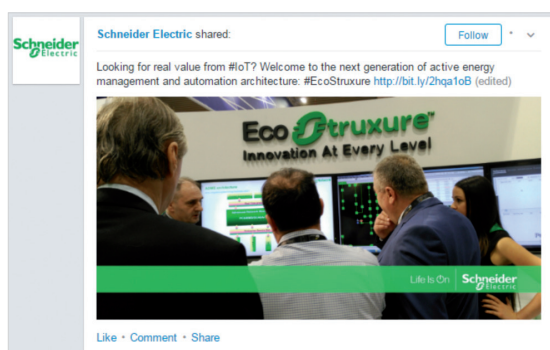 Schneider
Electric
Schneider Electric shared:
Follow
Looking for real value from #IoT? Welcome to the next generation of active energy
management and automation architecture: #EcoStruxure http://bit.ly/2hqa1oB (edited)
EcoStruxure™
Innovation At Every Level
Life Is On
Schneider
Electric
Like • Comment • Share